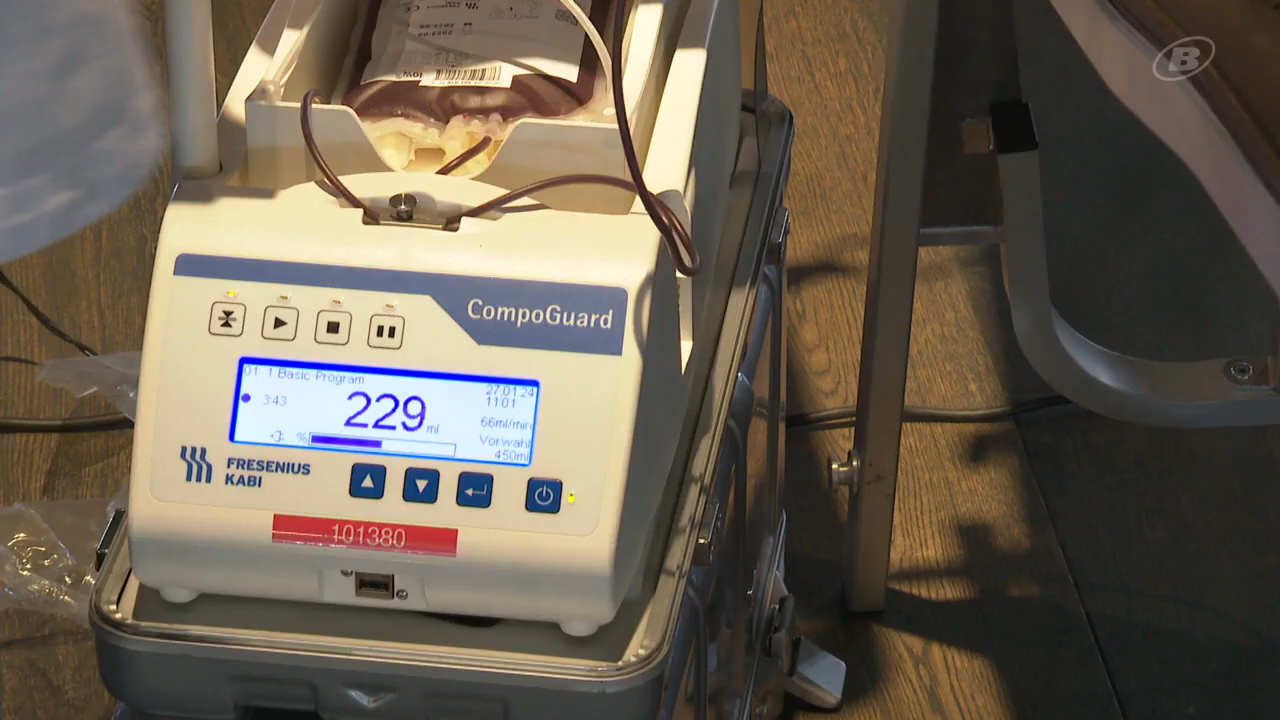 B
CompoGuard
01: 1 Basic Program
27.01.24
11:01
3:43
229 ml
66ml/min
%
Vorwahl
450ml
FRESENIUS
KABI
101380